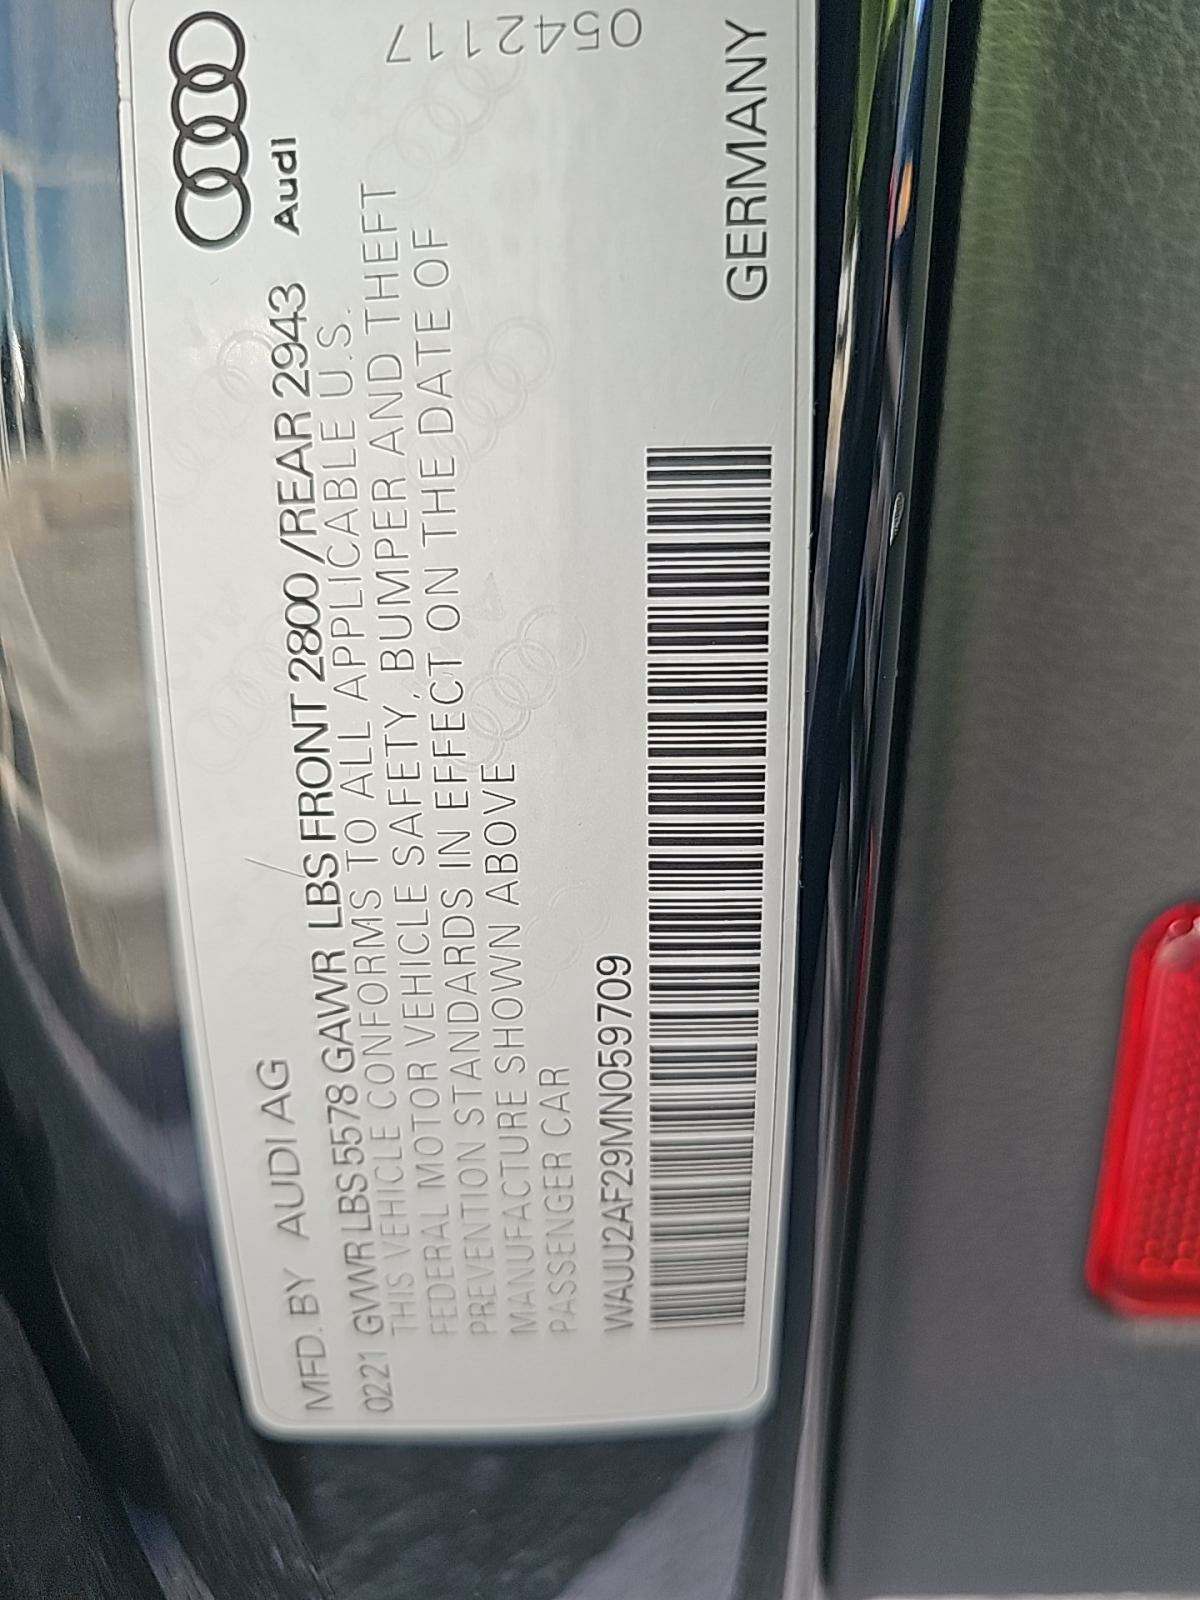 Audi
MFD. BY AUDI AG
0221 GVWR LBS 5578 GAWR LBS FRONT 2800/REAR 2943
THIS VEHICLE CONFORMS TO ALL APPLICABLE U.S.
FEDERAL MOTOR VEHICLE SAFETY, BUMPER AND THEFT
PREVENTION STANDARDS IN EFFECT ON THE DATE OF
MANUFACTURE SHOWN ABOVE
PASSENGER CAR
WAUU2AF29MN059709
GERMANY
0542117